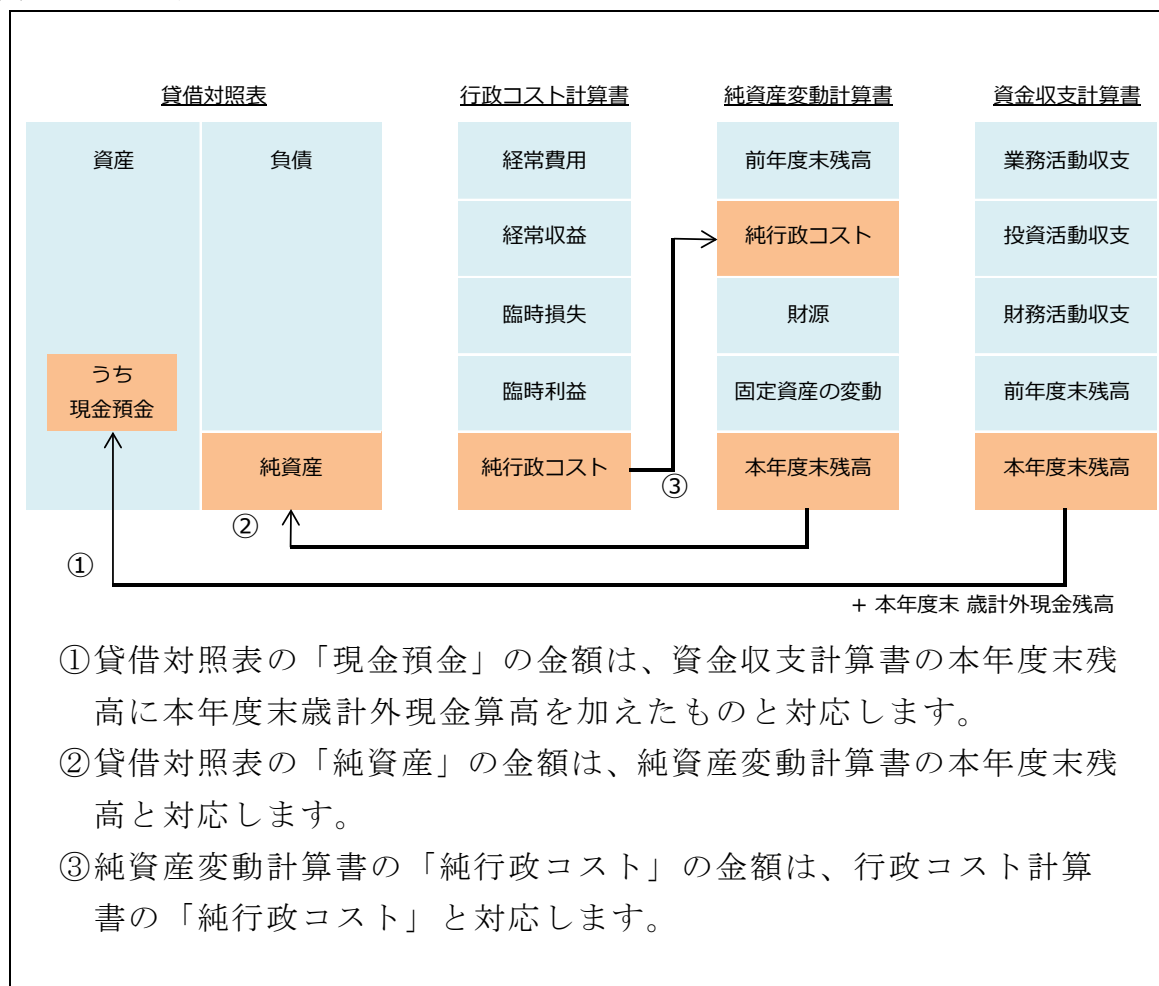 貸借対照表
行政コスト計算書
純資産変動計算書
資金収支計算書
資産
負債
経常費用
前年度末残高
業務活動収支
経常収益
純行政コスト
投資活動収支
臨時損失
財源
財務活動収支
うち
現金預金
臨時利益
固定資産の変動
前年度末残高
純資産
純行政コスト
本年度末残高
本年度末残高
③
②
①
+ 本年度末 歳計外現金残高
①貸借対照表の「現金預金」の金額は、資金収支計算書の本年度末残
高に本年度末歳計外現金算高を加えたものと対応します。
②貸借対照表の「純資産」の金額は、純資産変動計算書の本年度末残
高と対応します。
③純資産変動計算書の「純行政コスト」の金額は、行政コスト計算
書の「純行政コスト」と対応します。